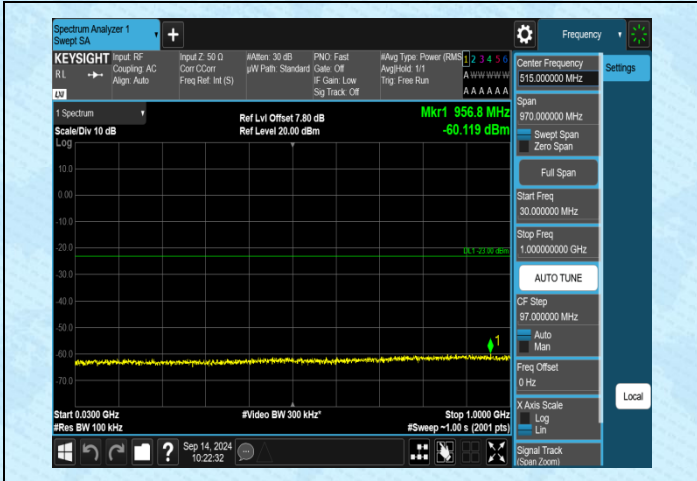 Spectrum Analyzer 1
Swept SA
+
Frequency
KEYSIGHT
RL
LXI
Input: RF
Coupling: AC
Align: Auto
Input Z: 50 Ω
Corr CCorr
Freq Ref: Int (S)
#Atten: 30 dB
µW Path: Standard
PNO: Fast
Gate: Off
IF Gain: Low
Sig Track: Off
#Avg Type: Power (RMS
Avg|Hold: 1/1
Trig: Free Run
1 2 3 4 5 6
A W W W W W
A A A A A A
1 Spectrum
Scale/Div 10 dB
Log
Ref Lvl Offset 7.80 dB
Ref Level 20.00 dBm
Mkr1 956.8 MHz
-60.119 dBm
10.0
0.00
-10.0
-20.0
DL1 -23.00 dBm
-30.0
-40.0
-50.0
1
-60.0
-70.0
Start 0.0300 GHz
#Res BW 100 kHz
#Video BW 300 kHz*
Stop 1.0000 GHz
#Sweep ~1.00 s (2001 pts)
?
Sep 14, 2024
10:22:32
Center Frequency
515.000000 MHz
Span
970.000000 MHz
Swept Span
Zero Span
Full Span
Start Freq
30.000000 MHz
Stop Freq
1.000000000 GHz
AUTO TUNE
CF Step
97.000000 MHz
Auto
Man
Freq Offset
0 Hz
X Axis Scale
Log
Lin
Signal Track
(Span Zoom)
Settings
Local